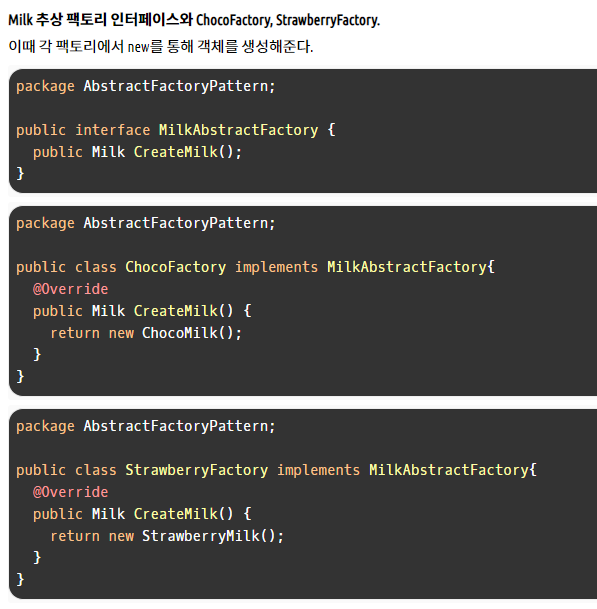 Milk 추상 팩토리 인터페이스와 ChocoFactory, StrawberryFactory.
이때 각 팩토리에서 new를 통해 객체를 생성해준다.
package AbstractFactoryPattern;
public interface MilkAbstractFactory {
public Milk CreateMilk();
}
package AbstractFactoryPattern;
public class ChocoFactory implements MilkAbstractFactory{
@Override
public Milk CreateMilk() {
return new ChocoMilk();
}
}
package AbstractFactoryPattern;
public class StrawberryFactory implements MilkAbstractFactory{
@Override
public Milk CreateMilk() {
return new StrawberryMilk();
}
}